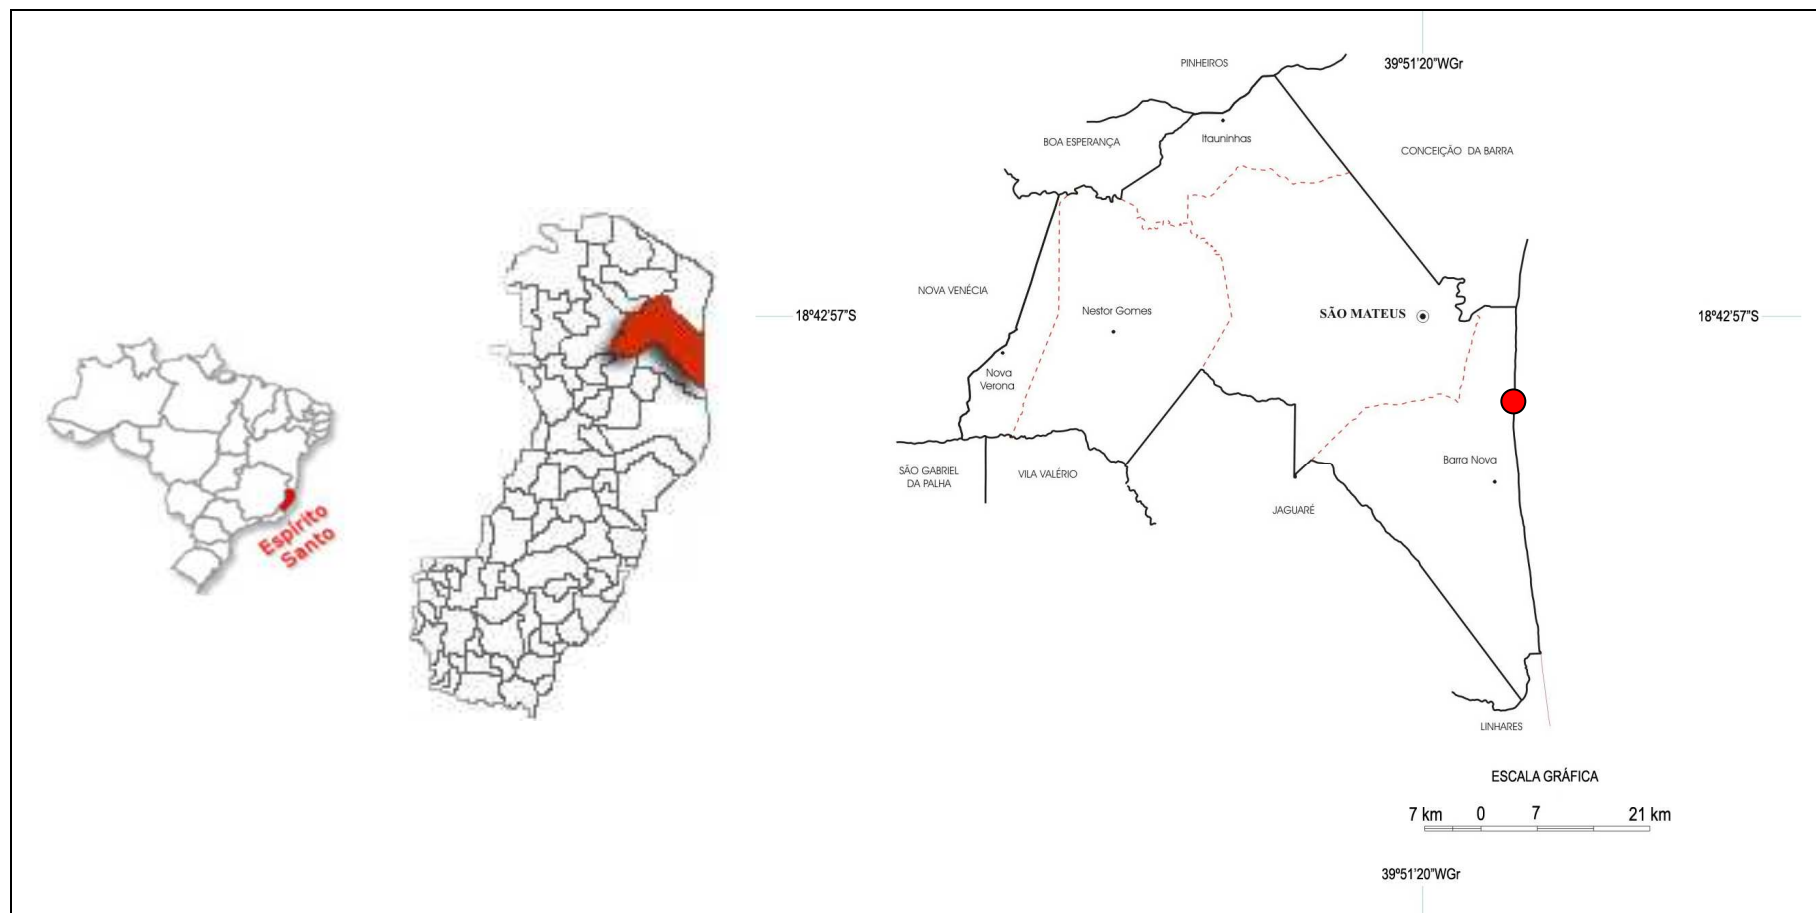 Espírito
Santo
PINHEIROS
39º51'20"WGr
Itauninhas
BOA ESPERANÇA
CONCEIÇÃO DA BARRA
NOVA VENÉCIA
Nestor Gomes
SÃO MATEUS
18º42'57"S
18º42'57"S
Nova
Verona
SÃO GABRIEL
DA PALHA
VILA VALÉRIO
Barra Nova
JAGUARÉ
LINHARES
ESCALA GRÁFICA
7 km 0 7 21 km
39º51'20"WGr